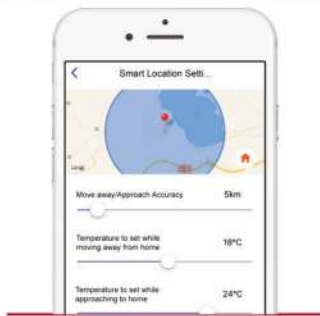 Smart Location Setti...
Move away/Approach Accuracy 5km
Temperature to set while
moving away from home 18°C
Temperature to set while
approaching to home 24°C